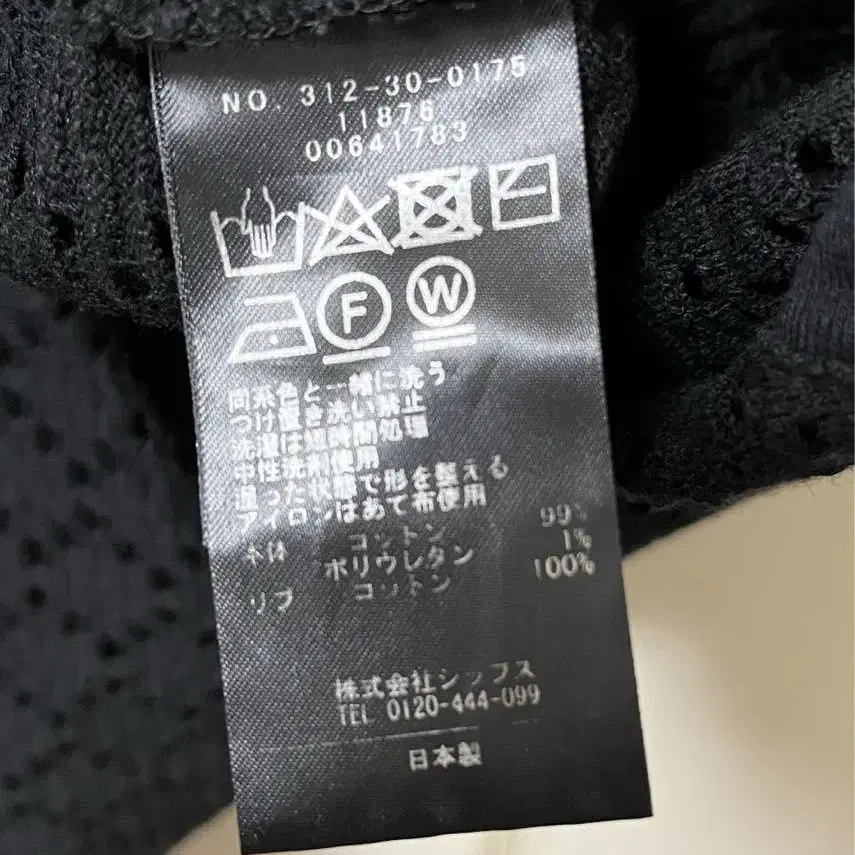 NO. 312-30-0175
11876
00641783
F W
同系色と一緒に洗う
つけ置き洗い禁止
洗濯は短時間処理
中性洗剤使用
湿った状態で形を整える
アイロンはあて布使用
本体 コットン 99%
ポリウレタン 1%
リブ コットン 100%
株式会社シップス
TEL 0120-444-099
日本製